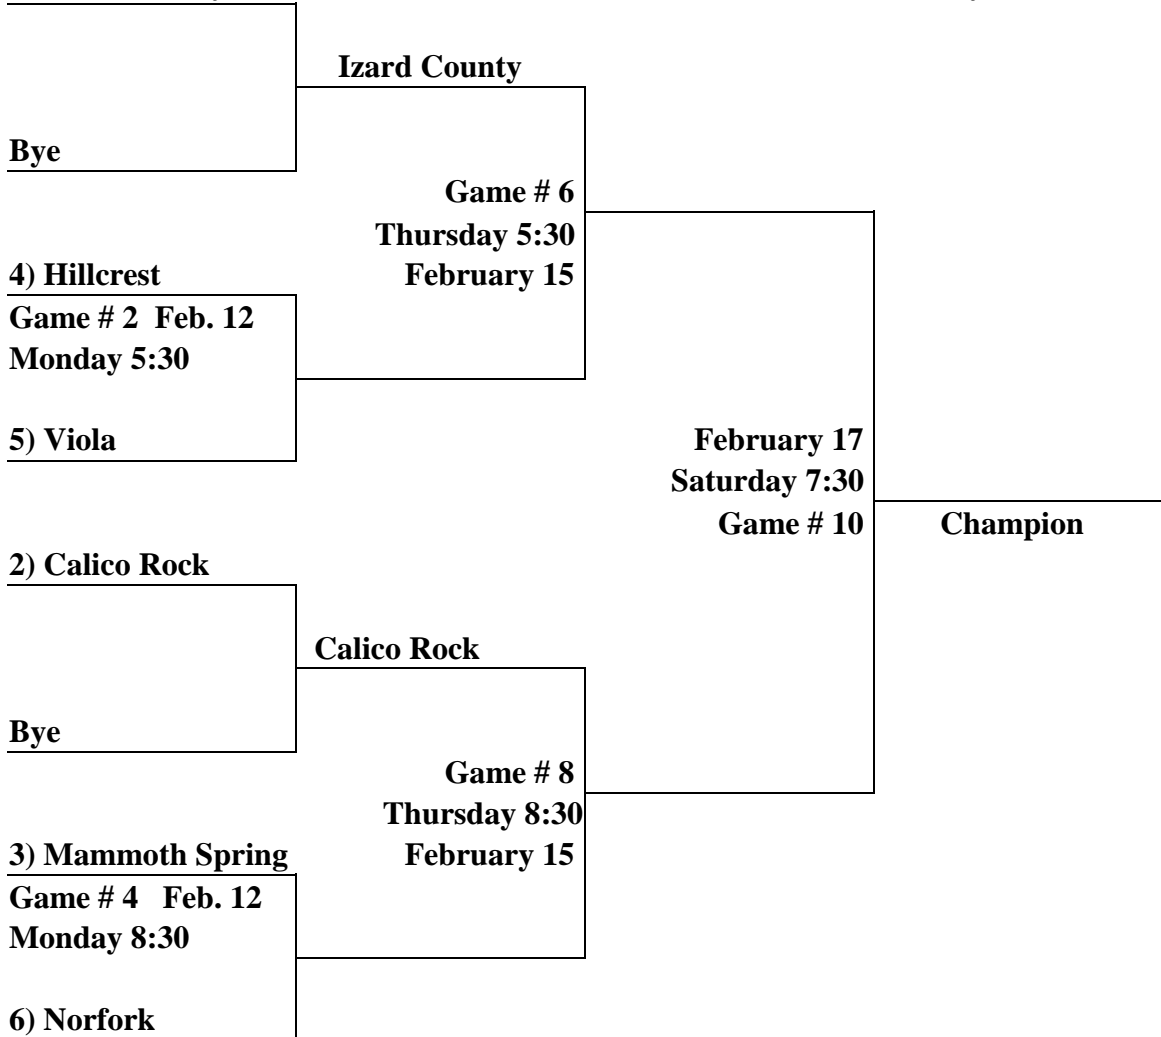 Izard County
Bye
Game # 6
Thursday 5:30
4) Hillcrest
February 15
Game # 2 Feb. 12
Monday 5:30
5) Viola
February 17
Saturday 7:30
Game # 10
Champion
2) Calico Rock
Calico Rock
Bye
Game # 8
Thursday 8:30
3) Mammoth Spring
February 15
Game # 4 Feb. 12
Monday 8:30
6) Norfork